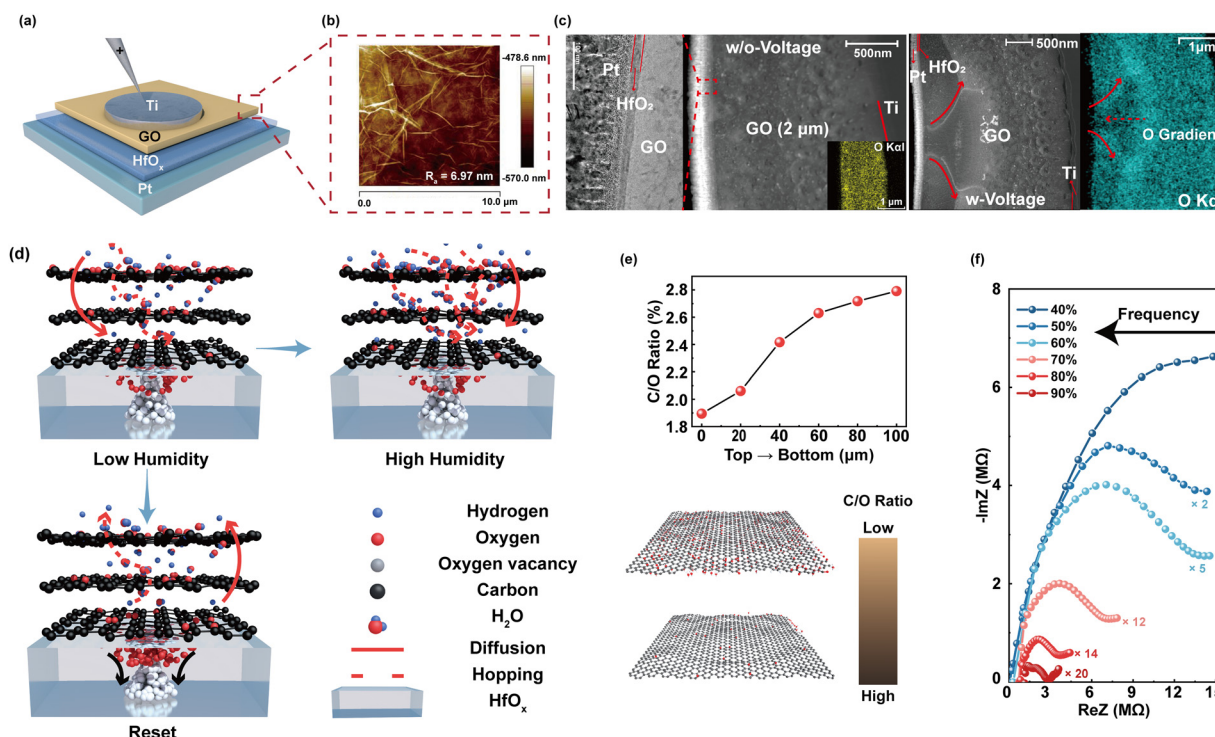 (a)
+
Ti
GO
HfOₓ
Pt
(b)
-478.6 nm
-570.0 nm
Rₐ = 6.97 nm
0.0
10.0
µm
(c)
Pt
HfO₂
GO
w/o-Voltage
500nm
GO (2 µm)
Ti
O Kαl
1 µm
500nm
Pt
HfO₂
GO
w-Voltage
Ti
1µm
O Gradien
O Kα
(d)
Low Humidity
High Humidity
Reset
Hydrogen
Oxygen
Oxygen vacancy
Carbon
H₂O
Diffusion
Hopping
HfOₓ
(e)
C/O Ratio (%)
2.8
2.6
2.4
2.2
2.0
1.8
0 20 40 60 80 100
Top → Bottom (µm)
C/O Ratio
Low
High
(f)
-ImZ (MΩ)
8
6
4
2
0
40%
50%
60%
70%
80%
90%
Frequency
× 2
× 5
× 12
× 14
× 20
0 3 6 9 12 15
ReZ (MΩ)